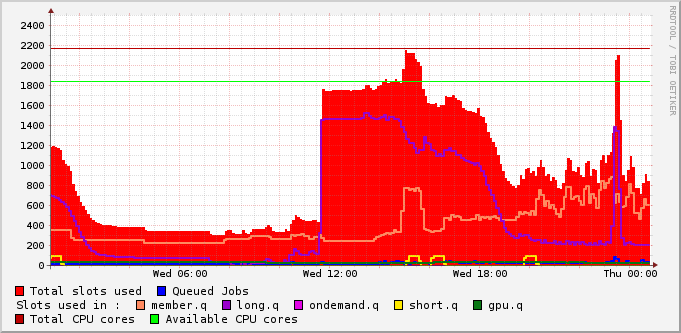 RRDTOOL / TOBI OETIKER
2400
2200
2000
1800
1600
1400
1200
1000
800
600
400
200
0
Wed 06:00 Wed 12:00 Wed 18:00 Thu 00:00
Total slots used Queued Jobs
Slots used in : member.q long.q ondemand.q short.q gpu.q
Total CPU cores Available CPU cores